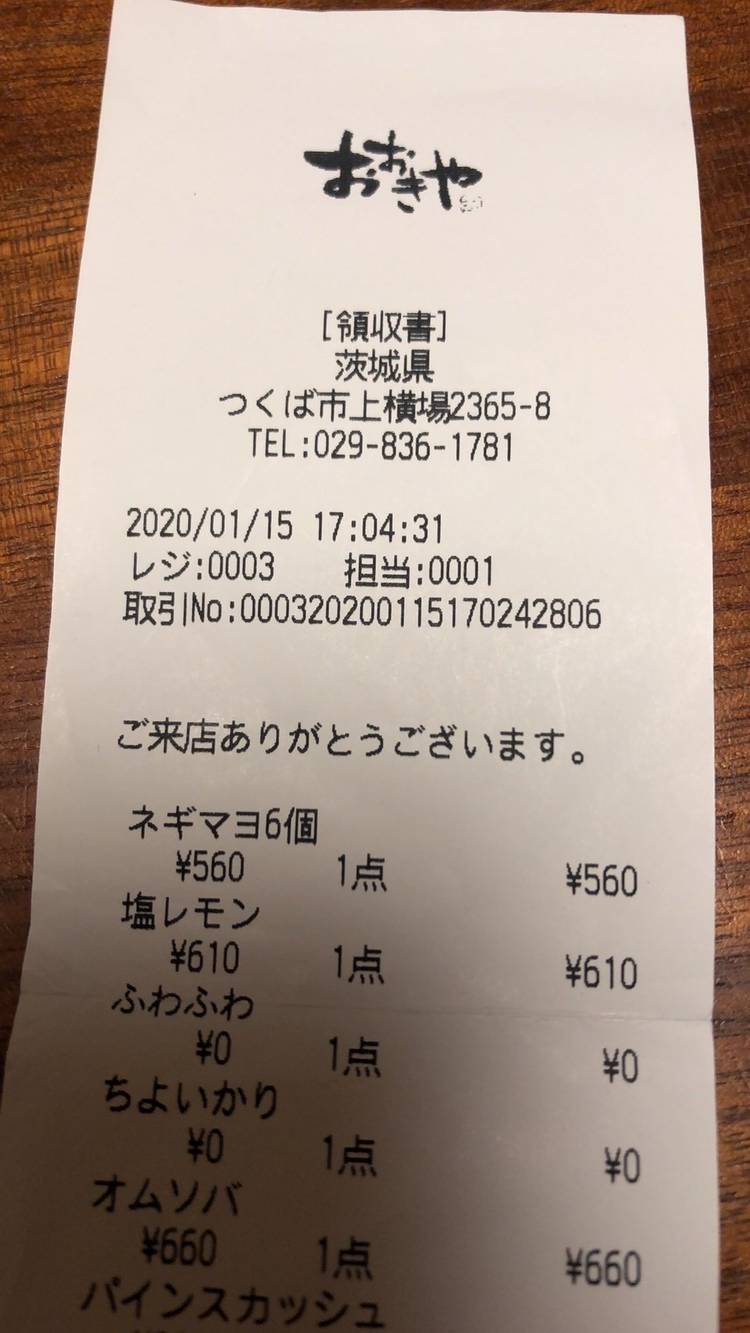 おおきや
[領収書]
茨城県
つくば市上横場2365-8
TEL:029-836-1781
2020/01/15 17:04:31
レジ:0003 担当:0001
取引No:00032020011517024​2806
ご来店ありがとうございます。
ネギマヨ6個
¥560 1点 ¥560
塩レモン
¥610 1点 ¥610
ふわふわ
¥0 1点 ¥0
ちよいかり
¥0 1点 ¥0
オムソバ
¥660 1点 ¥660
パインスカッシュ